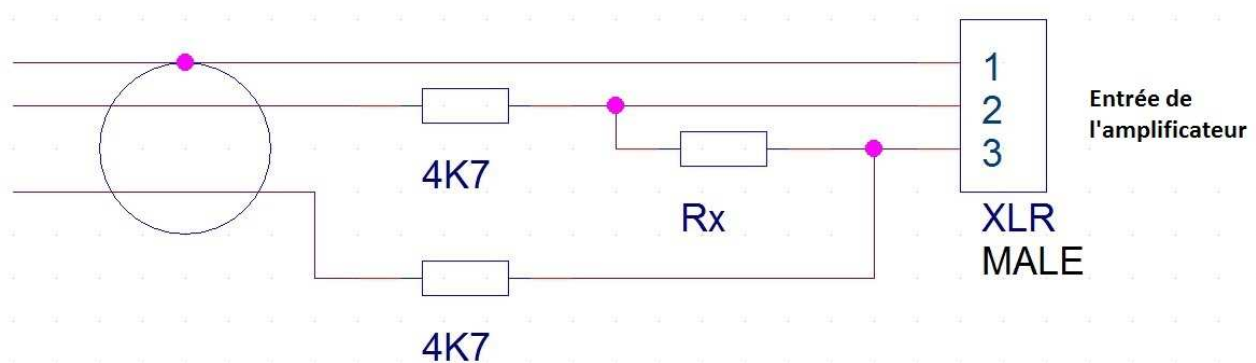 1
Entrée de
l'amplificateur
2
3
4K7
Rx
XLR
MALE
4K7